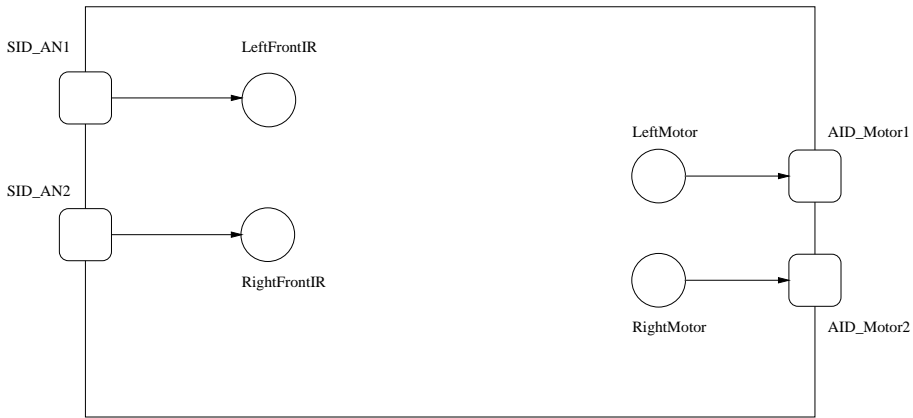 SID_AN1
LeftFrontIR
LeftMotor
AID_Motor1
SID_AN2
RightFrontIR
RightMotor
AID_Motor2